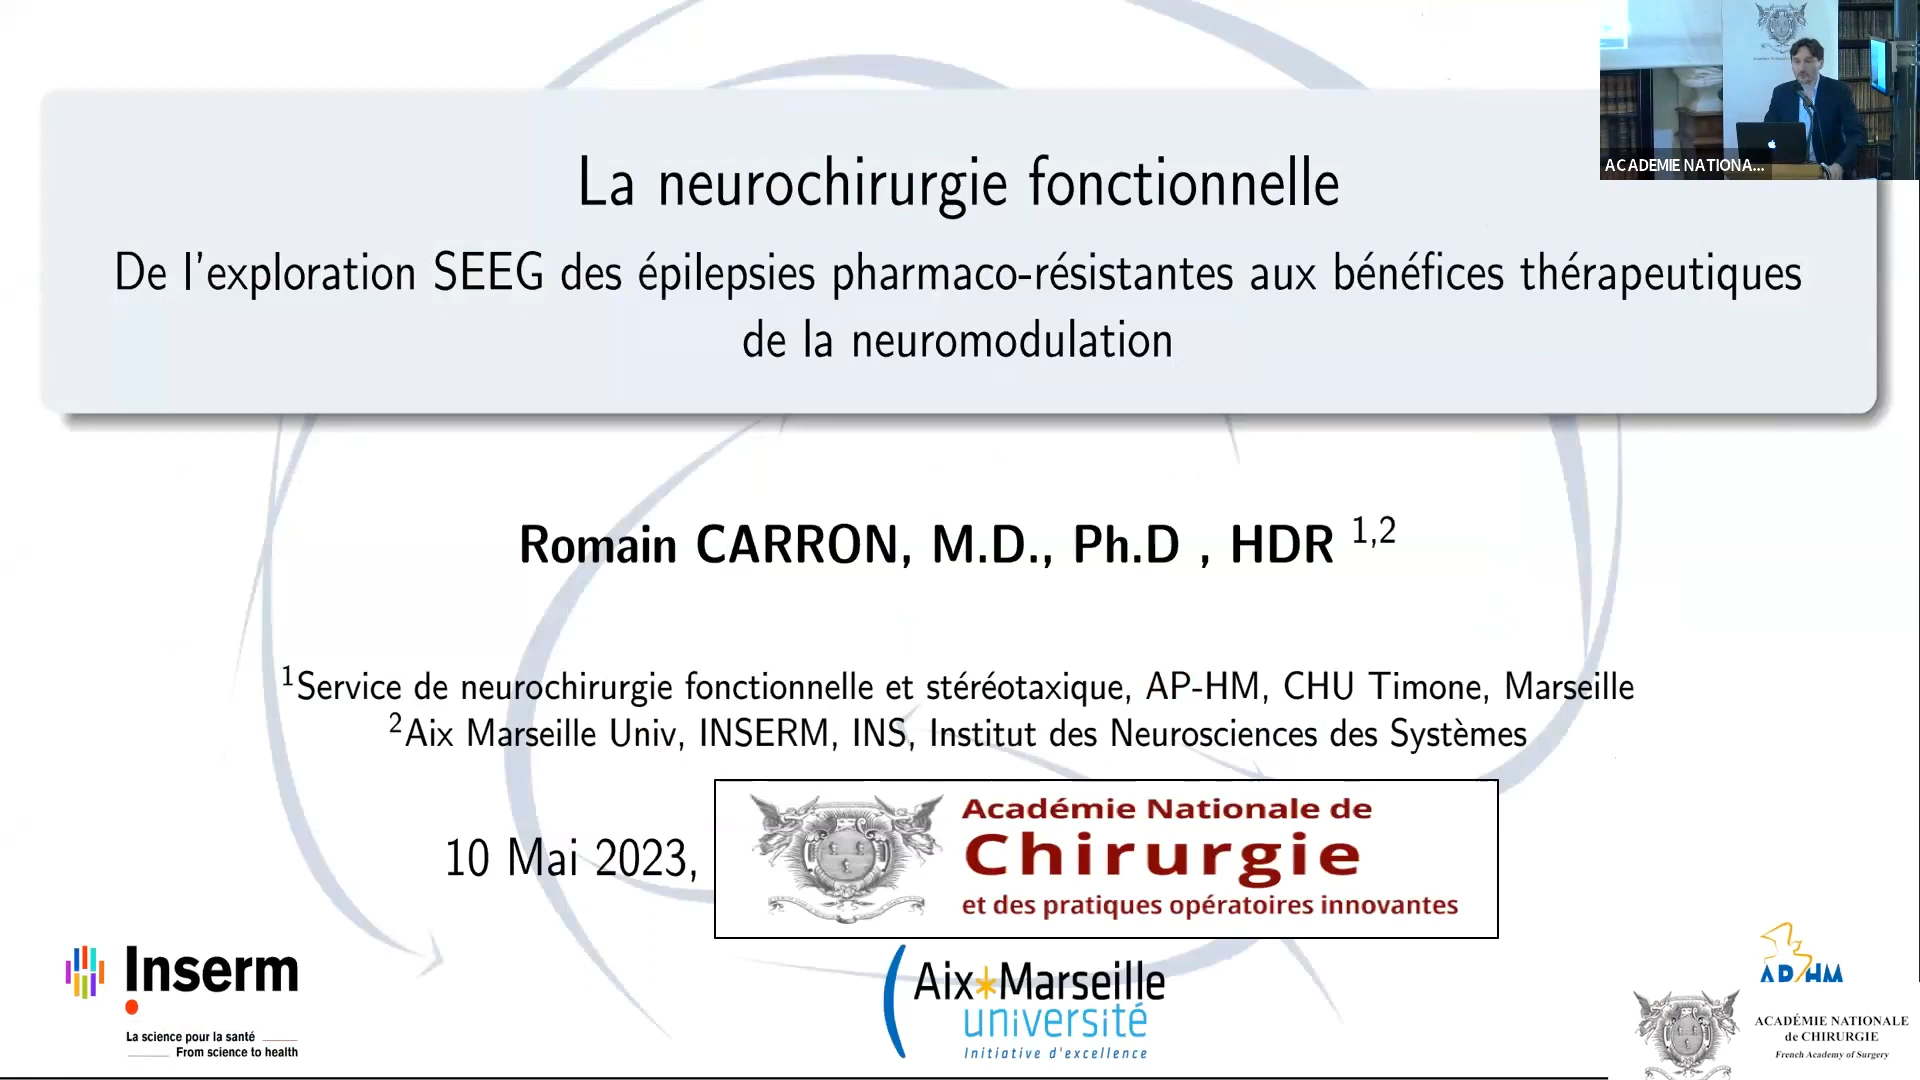 ACADEMIE NATIONA...
La neurochirurgie fonctionnelle
De l'exploration SEEG des épilepsies pharmaco-résistantes aux bénéfices thérapeutiques
de la neuromodulation
Romain CARRON, M.D., Ph.D , HDR 1,2
1Service de neurochirurgie fonctionnelle et stéréotaxique, AP-HM, CHU Timone, Marseille
2Aix Marseille Univ, INSERM, INS, Institut des Neurosciences des Systèmes
10 Mai 2023,
Académie Nationale de
Chirurgie
et des pratiques opératoires innovantes
Inserm
La science pour la santé
From science to health
Aix*Marseille
université
Initiative d'excellence
AP/HM
ACADÉMIE NATIONALE
de CHIRURGIE
French Academy of Surgery